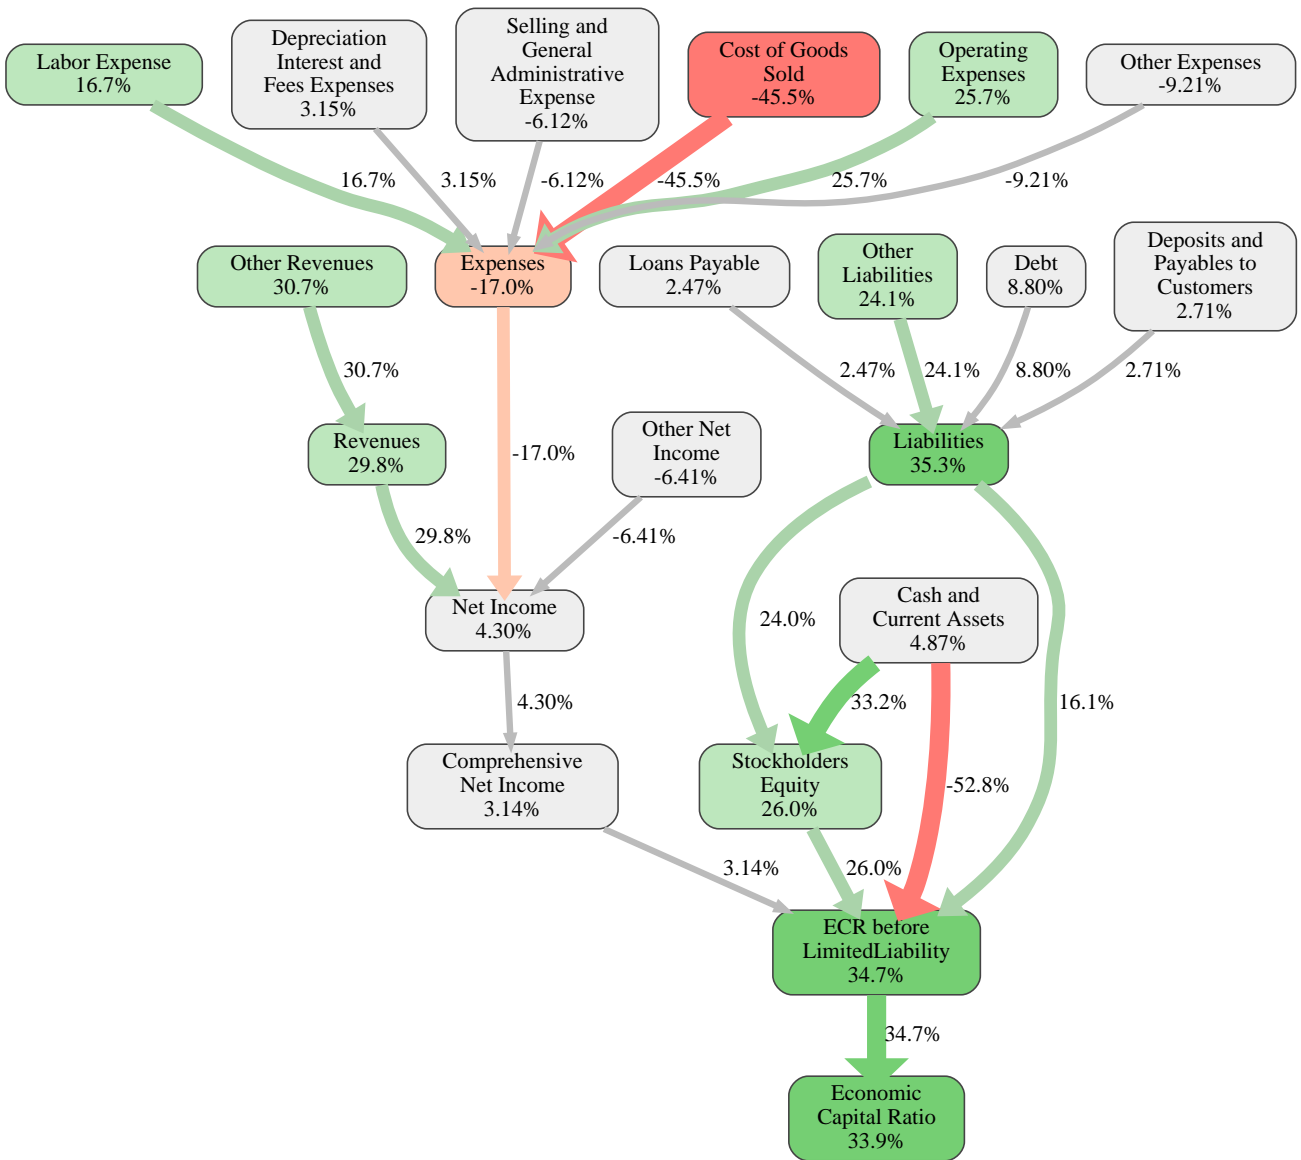 Labor Expense
16.7%
Depreciation
Interest and
Fees Expenses
3.15%
Selling and
General
Administrative
Expense
-6.12%
Cost of Goods
Sold
-45.5%
Operating
Expenses
25.7%
Other Expenses
-9.21%
16.7%
3.15%
-6.12%
-45.5%
25.7%
-9.21%
Other Revenues
30.7%
Expenses
-17.0%
Loans Payable
2.47%
Other
Liabilities
24.1%
Debt
8.80%
Deposits and
Payables to
Customers
2.71%
30.7%
2.47%
24.1%
8.80%
2.71%
Revenues
29.8%
-17.0%
Other Net
Income
-6.41%
Liabilities
35.3%
29.8%
-6.41%
Net Income
4.30%
24.0%
Cash and
Current Assets
4.87%
4.30%
33.2%
16.1%
Comprehensive
Net Income
3.14%
Stockholders
Equity
26.0%
-52.8%
3.14%
26.0%
ECR before
LimitedLiability
34.7%
34.7%
Economic
Capital Ratio
33.9%